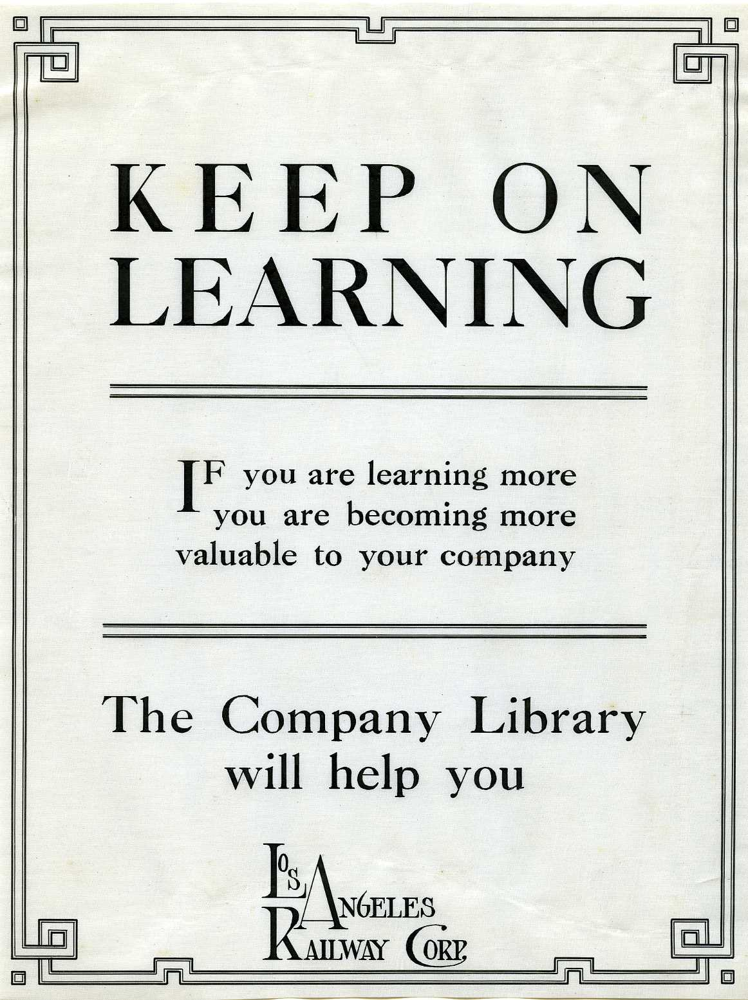 KEEP ON
LEARNING
IF you are learning more
you are becoming more
valuable to your company
The Company Library
will help you
LOS ANGELES
RAILWAY CORP.